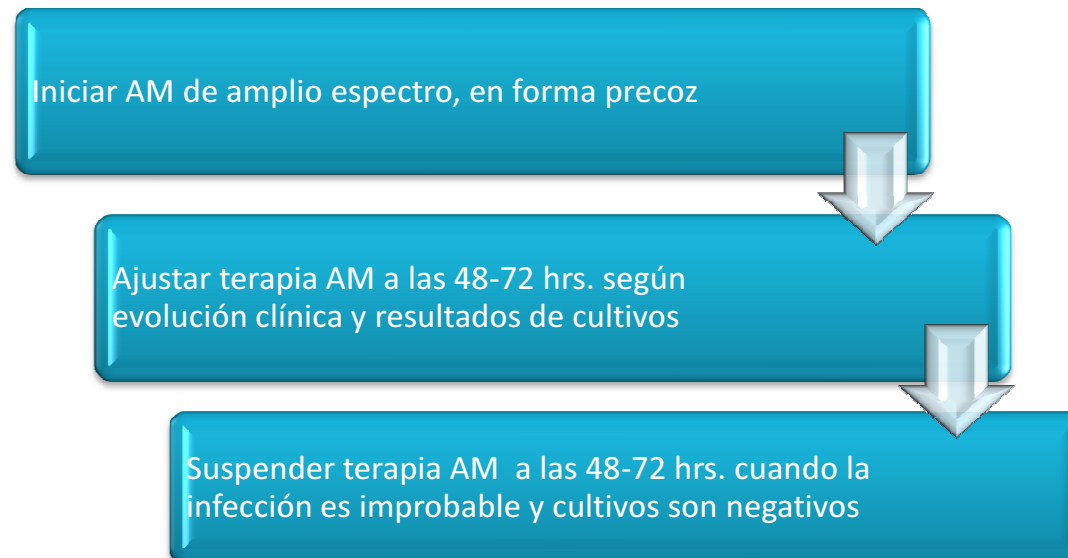 Iniciar AM de amplio espectro, en forma precoz
Ajustar terapia AM a las 48-72 hrs. según
evolución clínica y resultados de cultivos
Suspender terapia AM  a las 48-72 hrs. cuando la
infección es improbable y cultivos son negativos